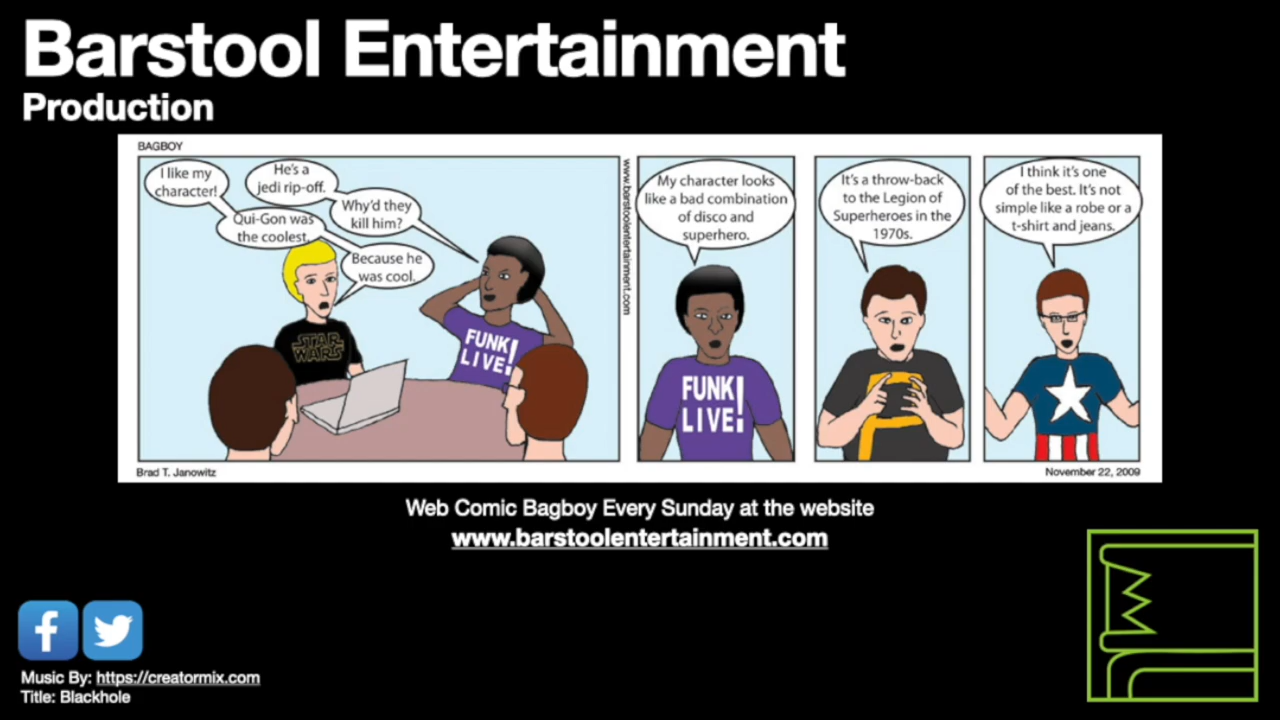 Barstool Entertainment
Production
BAGBOY
I like my
character!
He's a
jedi rip-off.
Qui-Gon was
the coolest.
Why'd they
kill him?
Because he
was cool.
STAR
WARS
FUNK
LIVE!
www.barstoolentertainment.com
My character looks
like a bad combination
of disco and
superhero.
FUNK
LIVE!
It's a throw-back
to the Legion of
Superheroes in the
1970s.
I think it's one
of the best. It's not
simple like a robe or a
t-shirt and jeans.
Brad T. Janowitz
November 22, 2009
Web Comic Bagboy Every Sunday at the website
www.barstoolentertainment.com
Music By: https://creatormix.com
Title: Blackhole